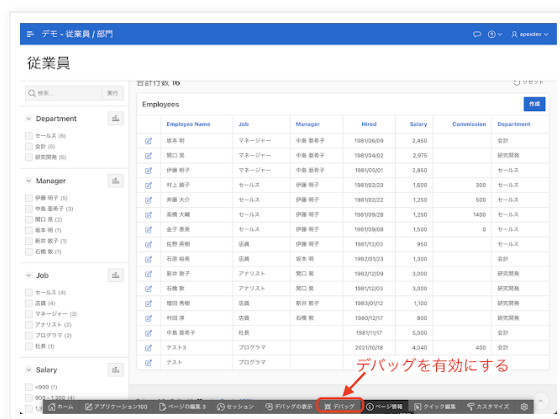 デモ - 従業員 / 部門
apexdev
従業員
検索...
実行
合計行数 16
リセット
Employees
作成
Employee Name Job Manager Hired Salary Commission Department
坂本 明 マネージャー 中島 亜希子 1981/06/09 2,450 会計
関口 晃 マネージャー 中島 亜希子 1981/04/02 2,975 研究開発
伊藤 明子 マネージャー 中島 亜希子 1981/05/01 2,850 セールス
村上 綾子 セールス 伊藤 明子 1981/02/20 1,600 300 セールス
斉藤 大介 セールス 伊藤 明子 1981/02/22 1,250 500 セールス
高橋 大輔 セールス 伊藤 明子 1981/09/28 1,250 1400 セールス
金子 恵美 セールス 伊藤 明子 1981/09/08 1,500 0 セールス
佐野 英樹 店員 伊藤 明子 1981/12/03 950 セールス
石原 裕美 店員 坂本 明 1982/01/23 1,300 会計
新井 敦子 アナリスト 関口 晃 1982/12/09 3,000 研究開発
石橋 敦 アナリスト 関口 晃 1981/12/03 3,000 研究開発
増田 秀樹 店員 新井 敦子 1983/01/12 1,100 研究開発
村田 淳 店員 石橋 敦 1980/12/17 800 研究開発
中島 亜希子 社長 1981/11/17 5,000 会計
テスト3 プログラマ 2021/10/18 4,040 400 会計
テスト プログラマ
Department
セールス (6)
会計 (5)
研究開発 (5)
Manager
伊藤 明子 (5)
中島 亜希子 (3)
関口 晃 (2)
坂本 明 (1)
新井 敦子 (1)
石橋 敦 (1)
Job
セールス (4)
店員 (4)
マネージャー (3)
アナリスト (2)
プログラマ (2)
社長 (1)
Salary
<900 (1)
900 - 1,300 (4)
デバッグを有効にする
ホーム アプリケーション100 ページの編集 3 セッション デバッグの表示 デバッグ ページ情報 クイック編集 カスタマイズ